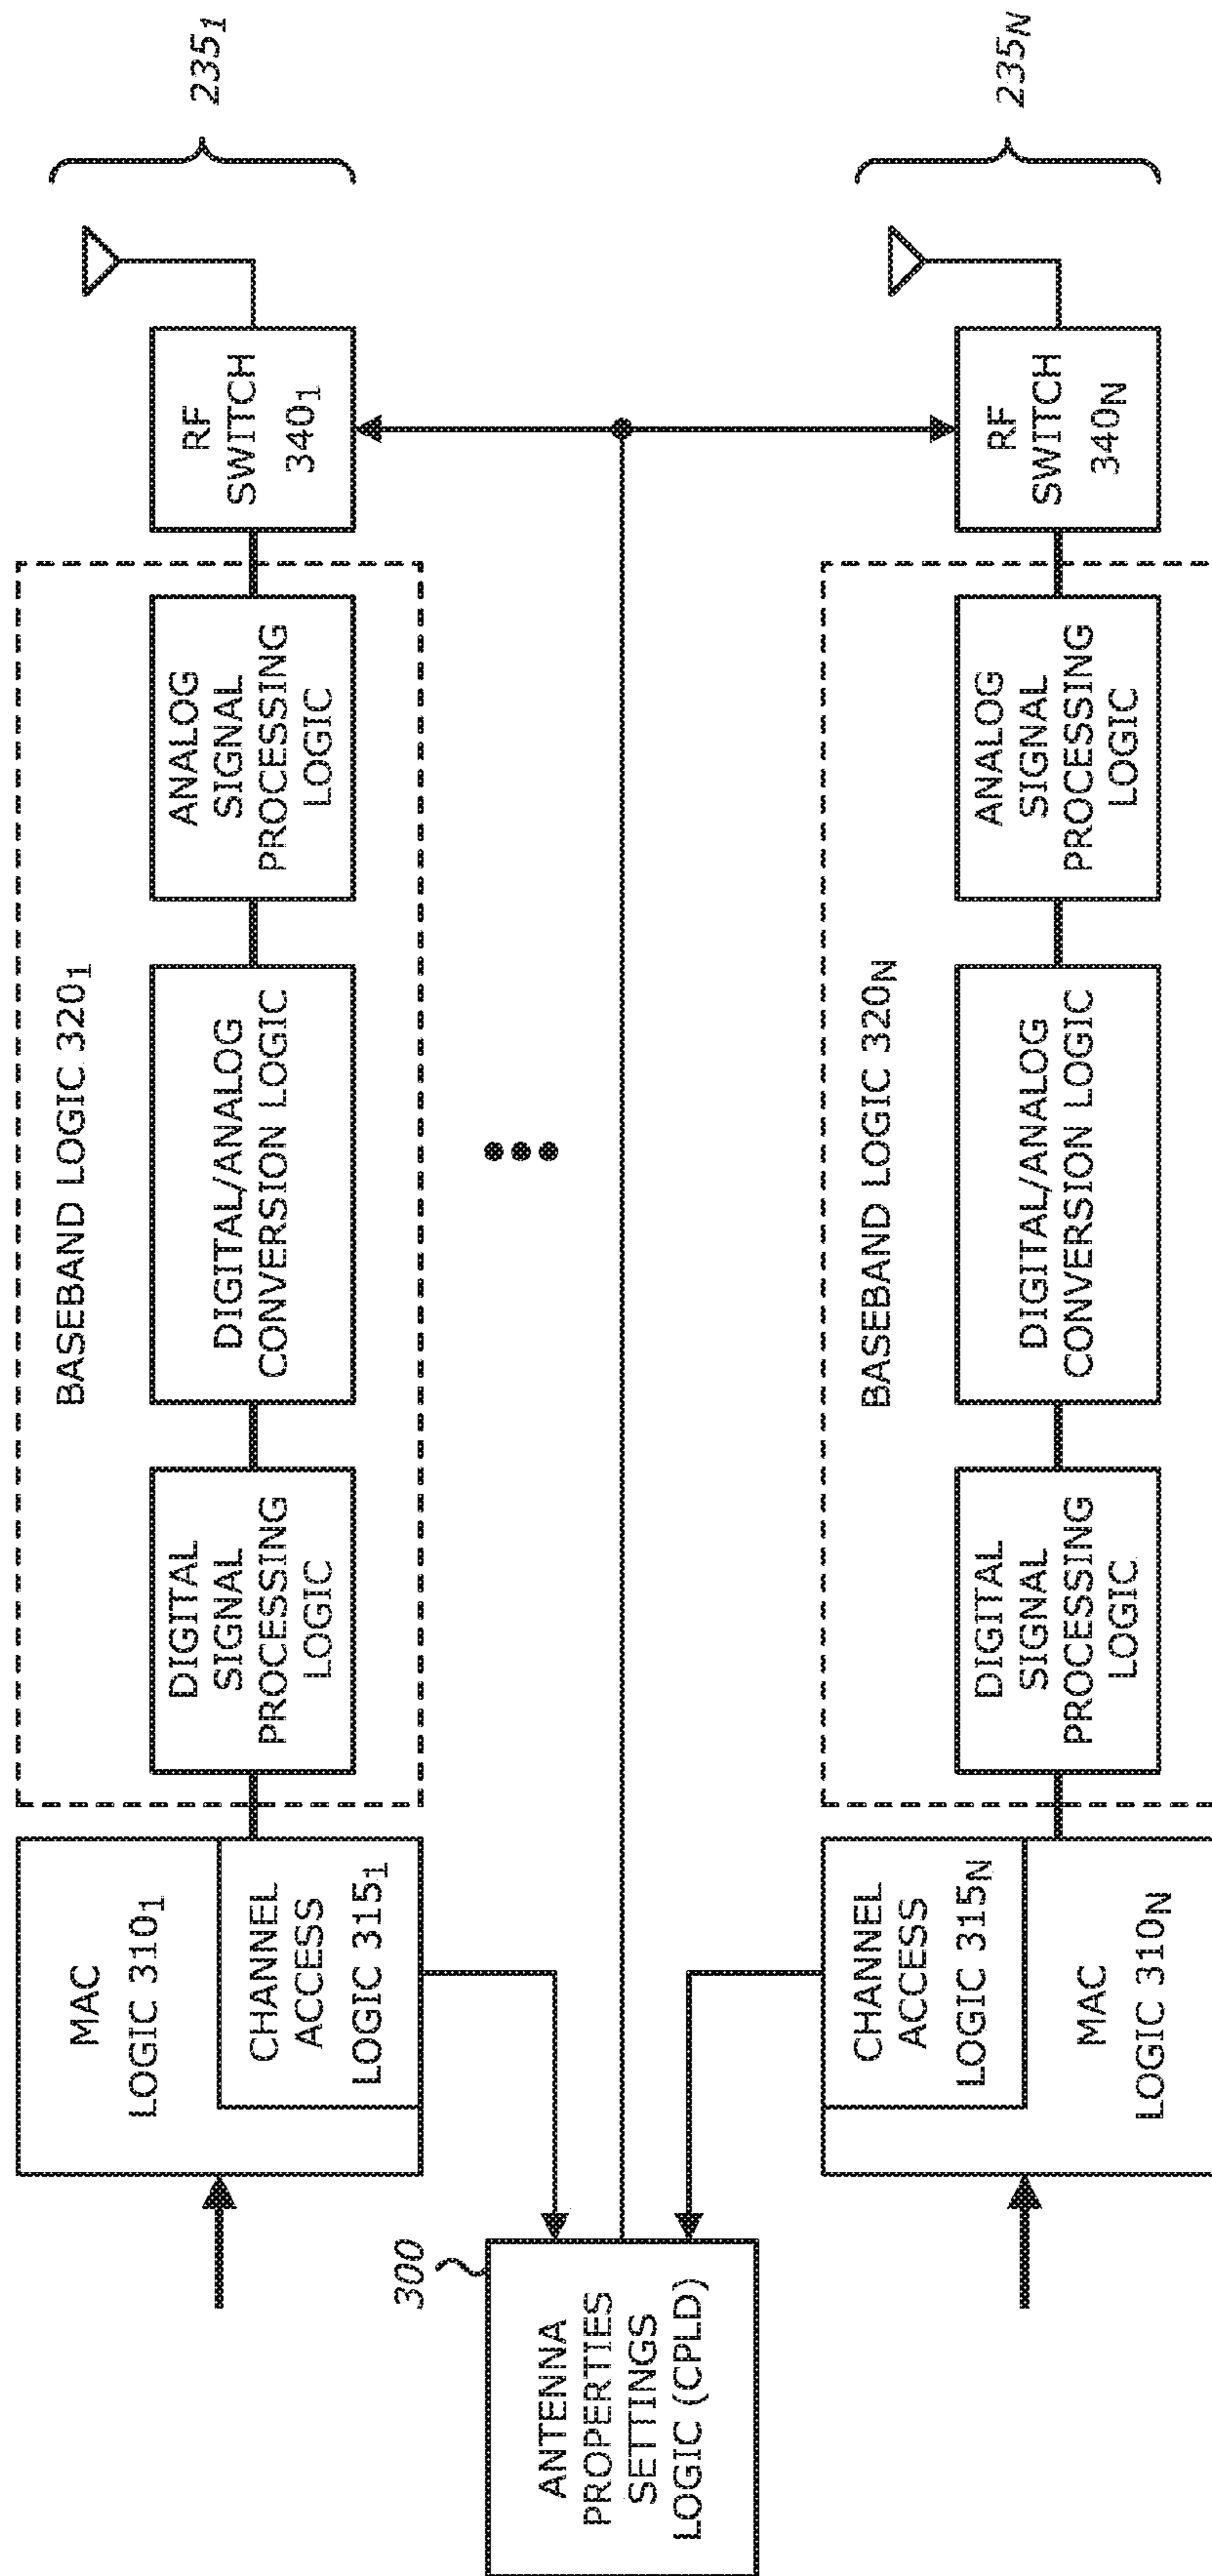 235₁
MAC
LOGIC 310₁
CHANNEL
ACCESS
LOGIC 315₁
BASEBAND LOGIC 320₁
DIGITAL
SIGNAL
PROCESSING
LOGIC
DIGITAL/ANALOG
CONVERSION LOGIC
ANALOG
SIGNAL
PROCESSING
LOGIC
RF
SWITCH
340₁
300
ANTENNA
PROPERTIES
SETTINGS
LOGIC (CPLD)
235N
CHANNEL
ACCESS
LOGIC 315N
MAC
LOGIC 310N
BASEBAND LOGIC 320N
DIGITAL
SIGNAL
PROCESSING
LOGIC
DIGITAL/ANALOG
CONVERSION LOGIC
ANALOG
SIGNAL
PROCESSING
LOGIC
RF
SWITCH
340N